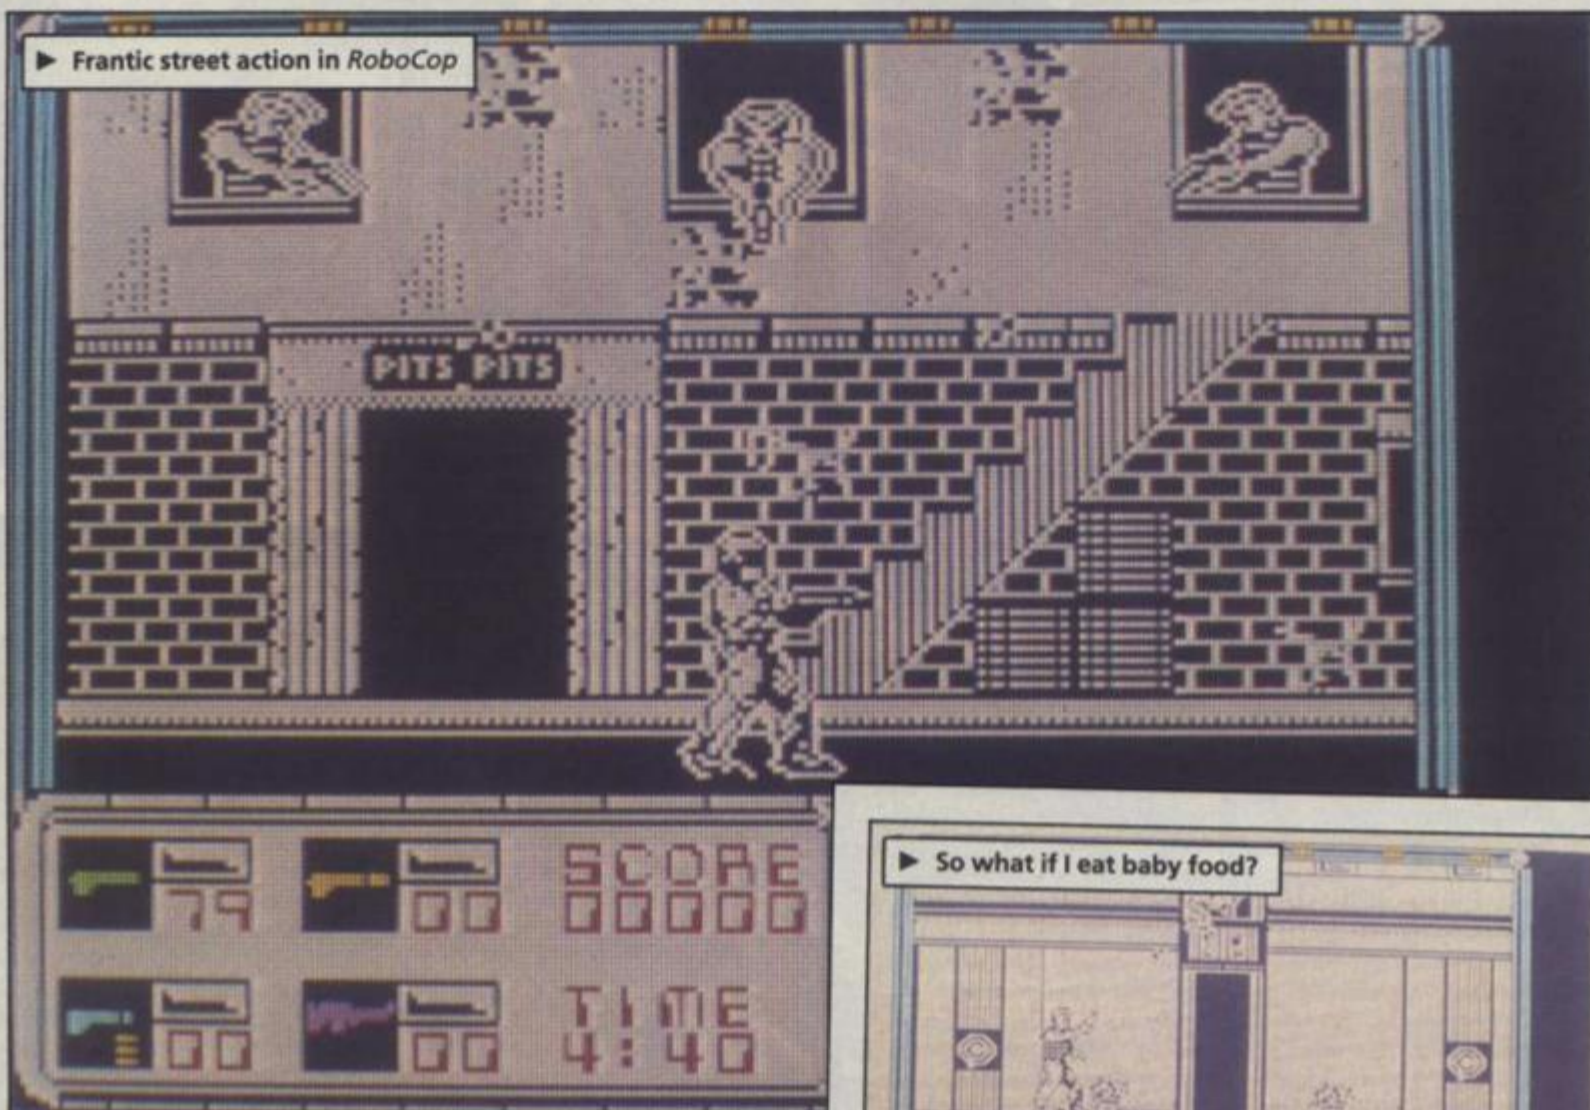 ► Frantic street action in RoboCop
PITS PITS
79
00
SCORE
00000
00
00
TIME
4:40
► So what if I eat baby food?